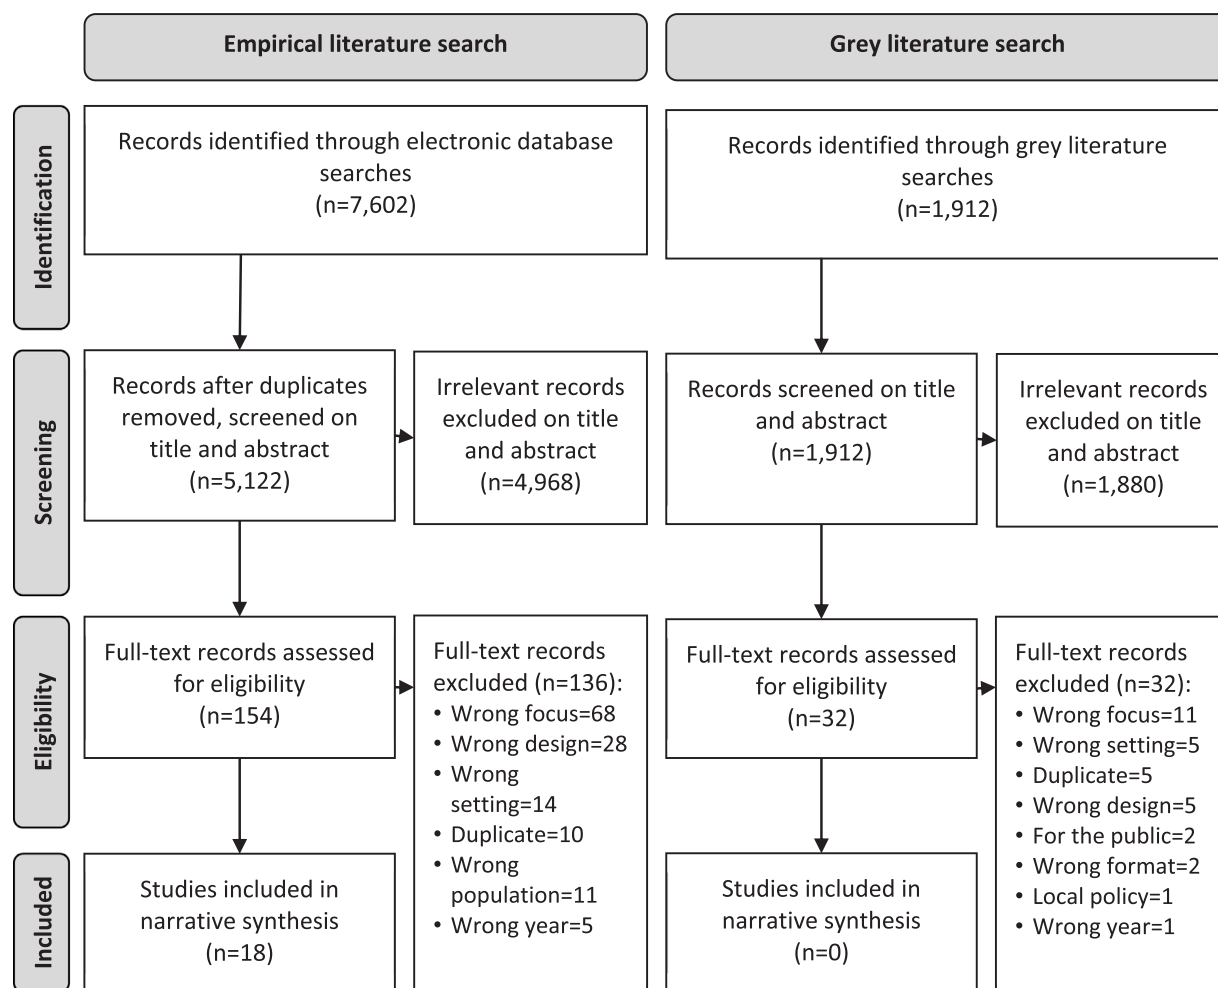 Empirical literature search
Grey literature search
Identification
Records identified through electronic database
searches
(n=7,602)
Records identified through grey literature
searches
(n=1,912)
Screening
Records after duplicates
removed, screened on
title and abstract
(n=5,122)
Irrelevant records
excluded on title
and abstract
(n=4,968)
Records screened on title
and abstract
(n=1,912)
Irrelevant records
excluded on title
and abstract
(n=1,880)
Eligibility
Full-text records assessed
for eligibility
(n=154)
Full-text records
excluded (n=136):
• Wrong focus=68
• Wrong design=28
• Wrong
setting=14
• Duplicate=10
• Wrong
population=11
• Wrong year=5
Full-text records assessed
for eligibility
(n=32)
Full-text records
excluded (n=32):
• Wrong focus=11
• Wrong setting=5
• Duplicate=5
• Wrong design=5
• For the public=2
• Wrong format=2
• Local policy=1
• Wrong year=1
Included
Studies included in
narrative synthesis
(n=18)
Studies included in
narrative synthesis
(n=0)